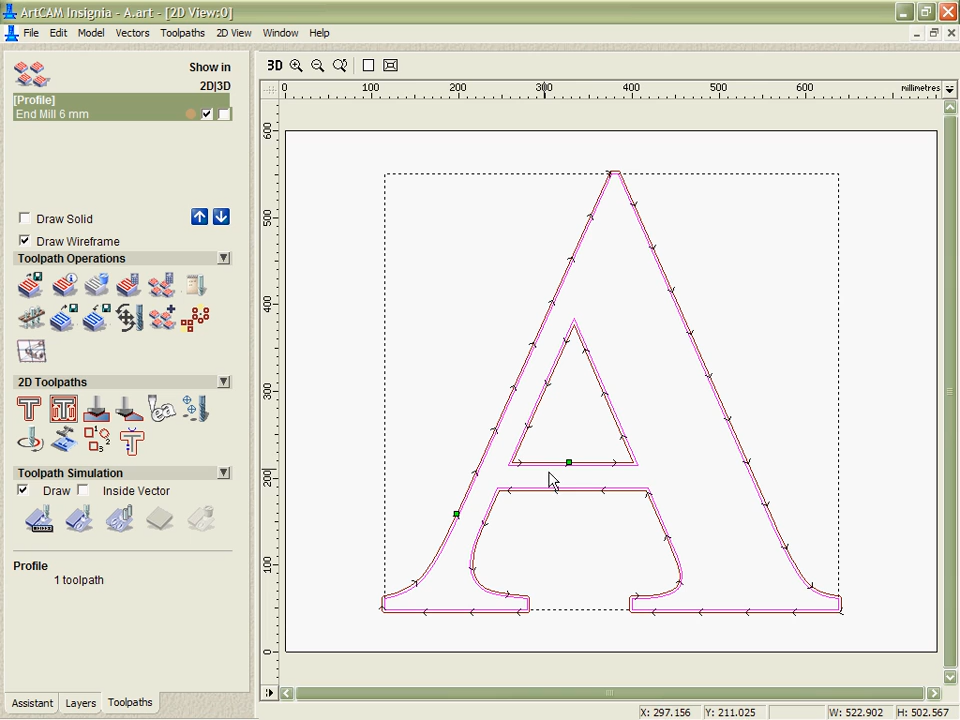 ArtCAM Insignia - A.art - [2D View:0]
File Edit Model Vectors Toolpaths 2D View Window Help
Show in
2D|3D
[Profile]
End Mill 6 mm
Draw Solid
Draw Wireframe
Toolpath Operations
2D Toolpaths
Toolpath Simulation
Draw Inside Vector
Profile
1 toolpath
Assistant Layers Toolpaths
3D
0 100 200 300 400 500 600 millimetres
600
500
400
300
200
100
0
X: 297.156 Y: 211.025 W: 522.902 H: 502.567